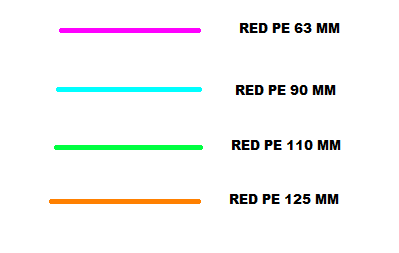 RED PE 63 MM
RED PE 90 MM
RED PE 110 MM
RED PE 125 MM